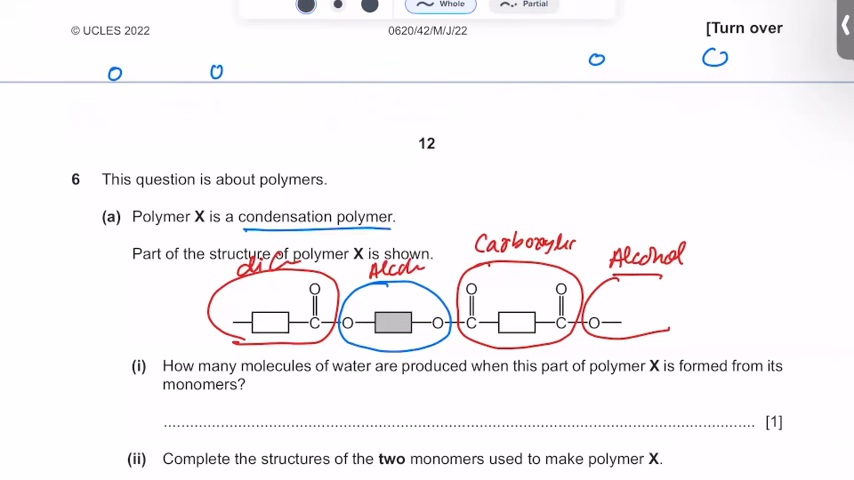 Whole
Partial
© UCLES 2022
0620/42/M/J/22
[Turn over
12
6 This question is about polymers.
(a) Polymer X is a condensation polymer.
Part of the structure of polymer X is shown.
Carboxylic
Alcohol
O O O
C O O C C O
(i) How many molecules of water are produced when this part of polymer X is formed from its
monomers?
[1]
(ii) Complete the structures of the two monomers used to make polymer X.